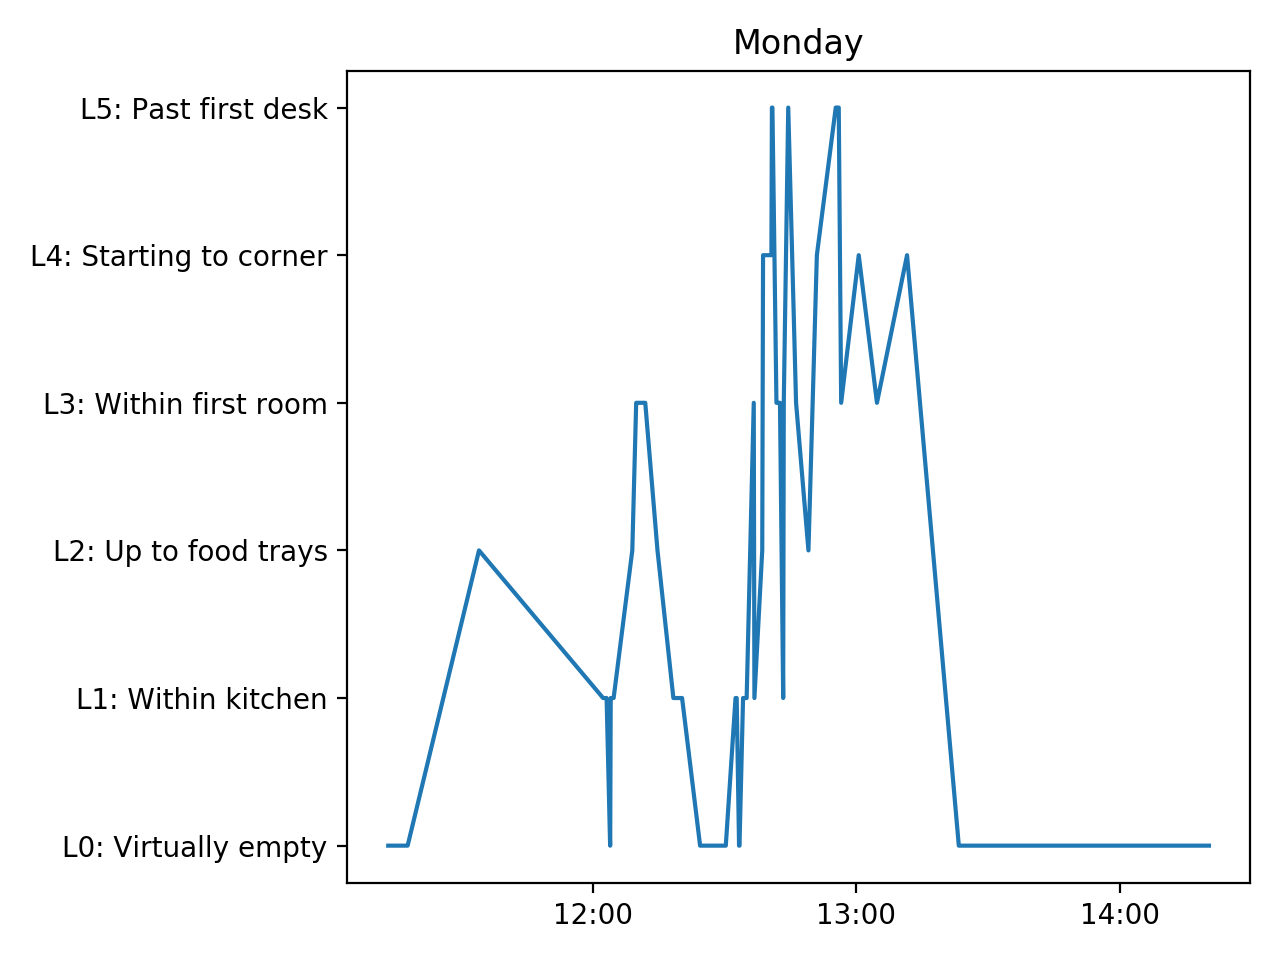 Monday
L5: Past first desk
L4: Starting to corner
L3: Within first room
L2: Up to food trays
L1: Within kitchen
L0: Virtually empty
12:00 13:00 14:00